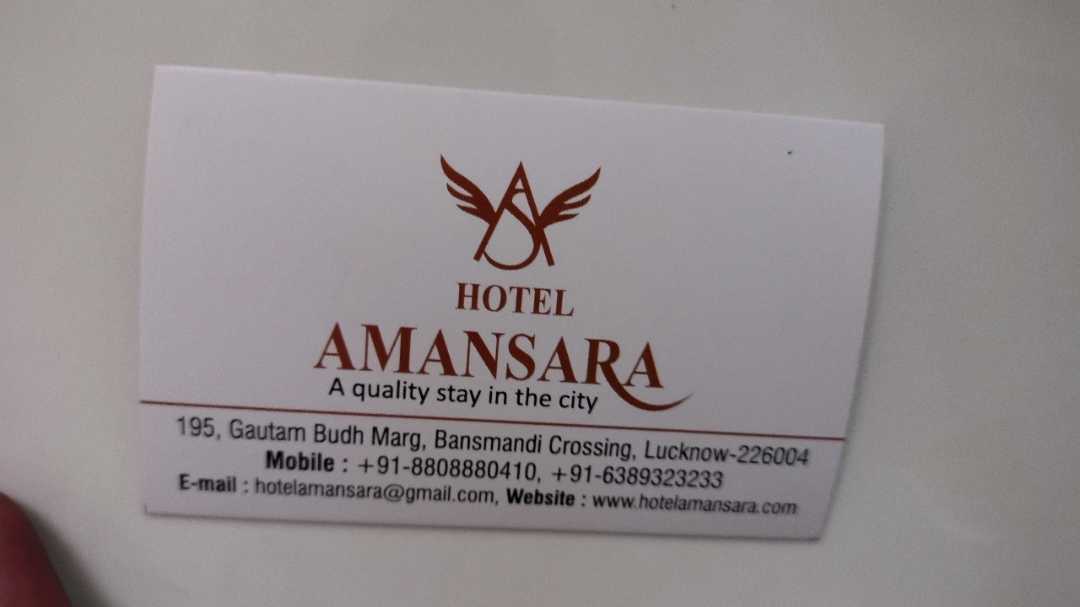 HOTEL
AMANSARA
A quality stay in the city
195, Gautam Budh Marg, Bansmandi Crossing, Lucknow-226004
Mobile : +91-8808880410, +91-6389323233
E-mail : hotelamansara@gmail.com, Website : www.hotelamansara.com